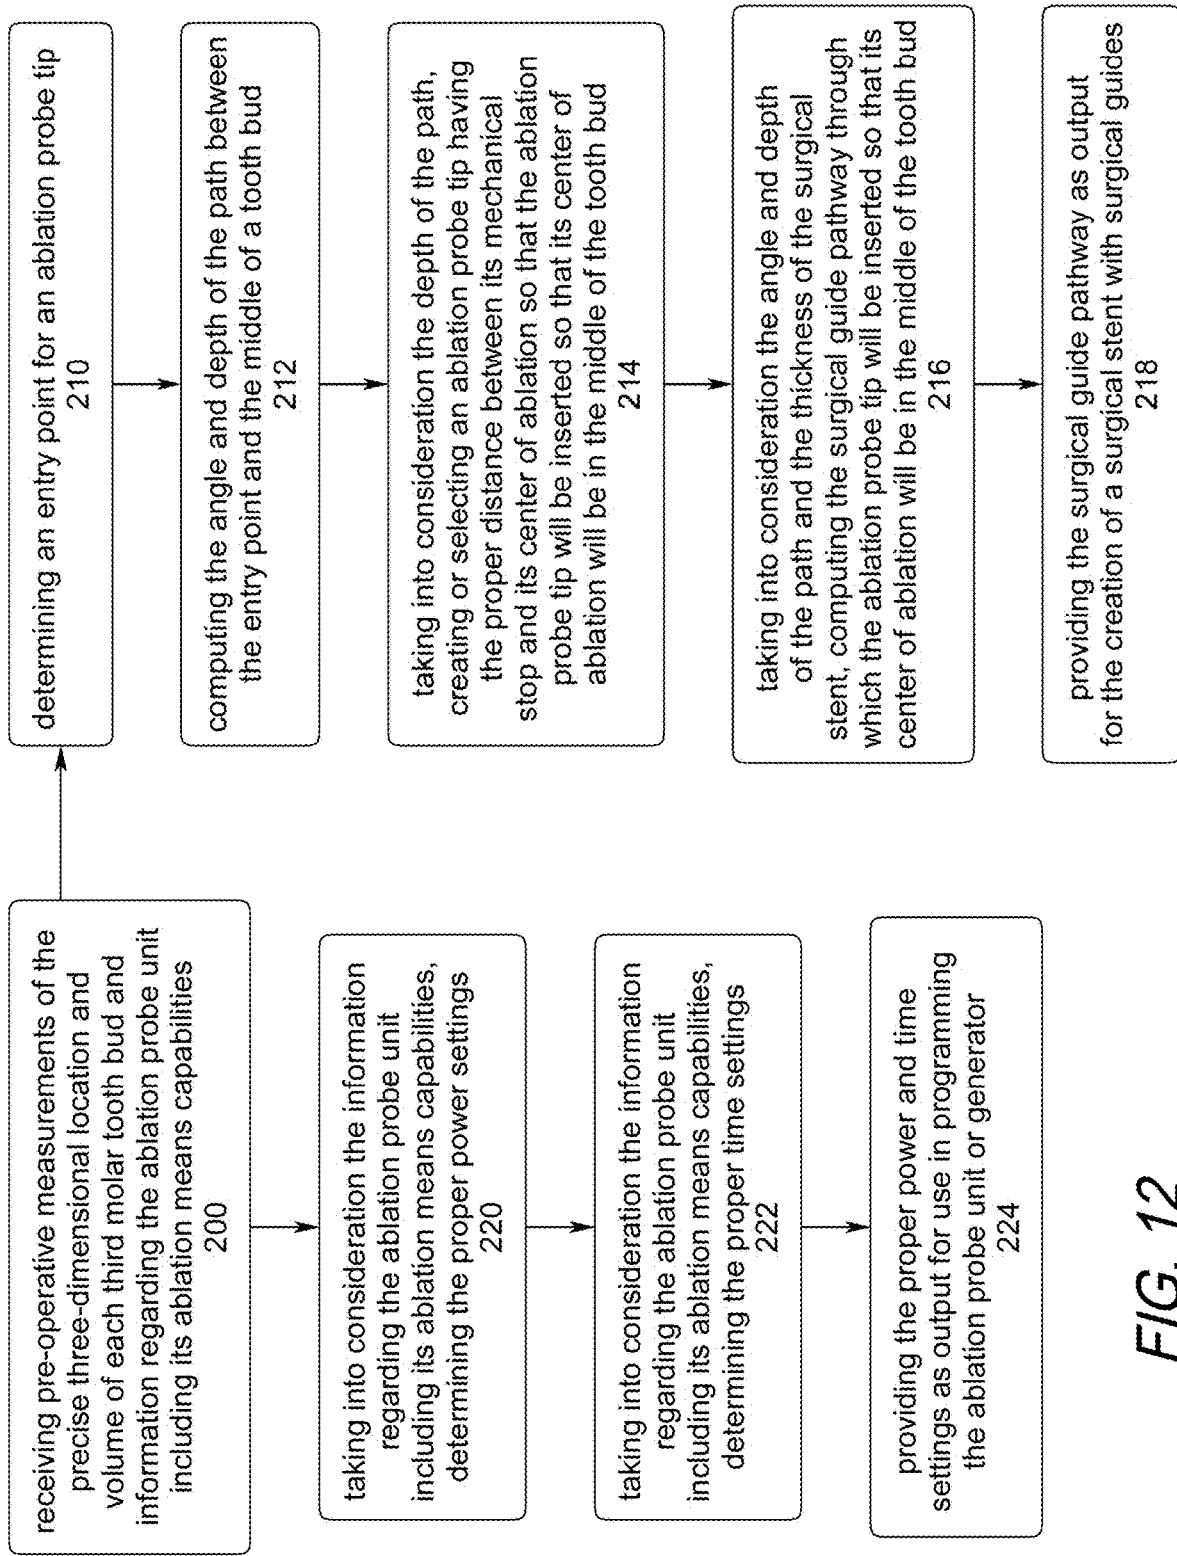 receiving pre-operative measurements of the
precise three-dimensional location and
volume of each third molar tooth bud and
information regarding the ablation probe unit
including its ablation means capabilities
200
taking into consideration the information
regarding the ablation probe unit
including its ablation means capabilities,
determining the proper power settings
220
taking into consideration the information
regarding the ablation probe unit
including its ablation means capabilities,
determining the proper time settings
222
providing the proper power and time
settings as output for use in programming
the ablation probe unit or generator
224
determining an entry point for an ablation probe tip
210
computing the angle and depth of the path between
the entry point and the middle of a tooth bud
212
taking into consideration the depth of the path,
creating or selecting an ablation probe tip having
the proper distance between its mechanical
stop and its center of ablation so that the ablation
probe tip will be inserted so that its center of
ablation will be in the middle of the tooth bud
214
taking into consideration the angle and depth
of the path and the thickness of the surgical
stent, computing the surgical guide pathway through
which the ablation probe tip will be inserted so that its
center of ablation will be in the middle of the tooth bud
216
providing the surgical guide pathway as output
for the creation of a surgical stent with surgical guides
218
FIG. 12